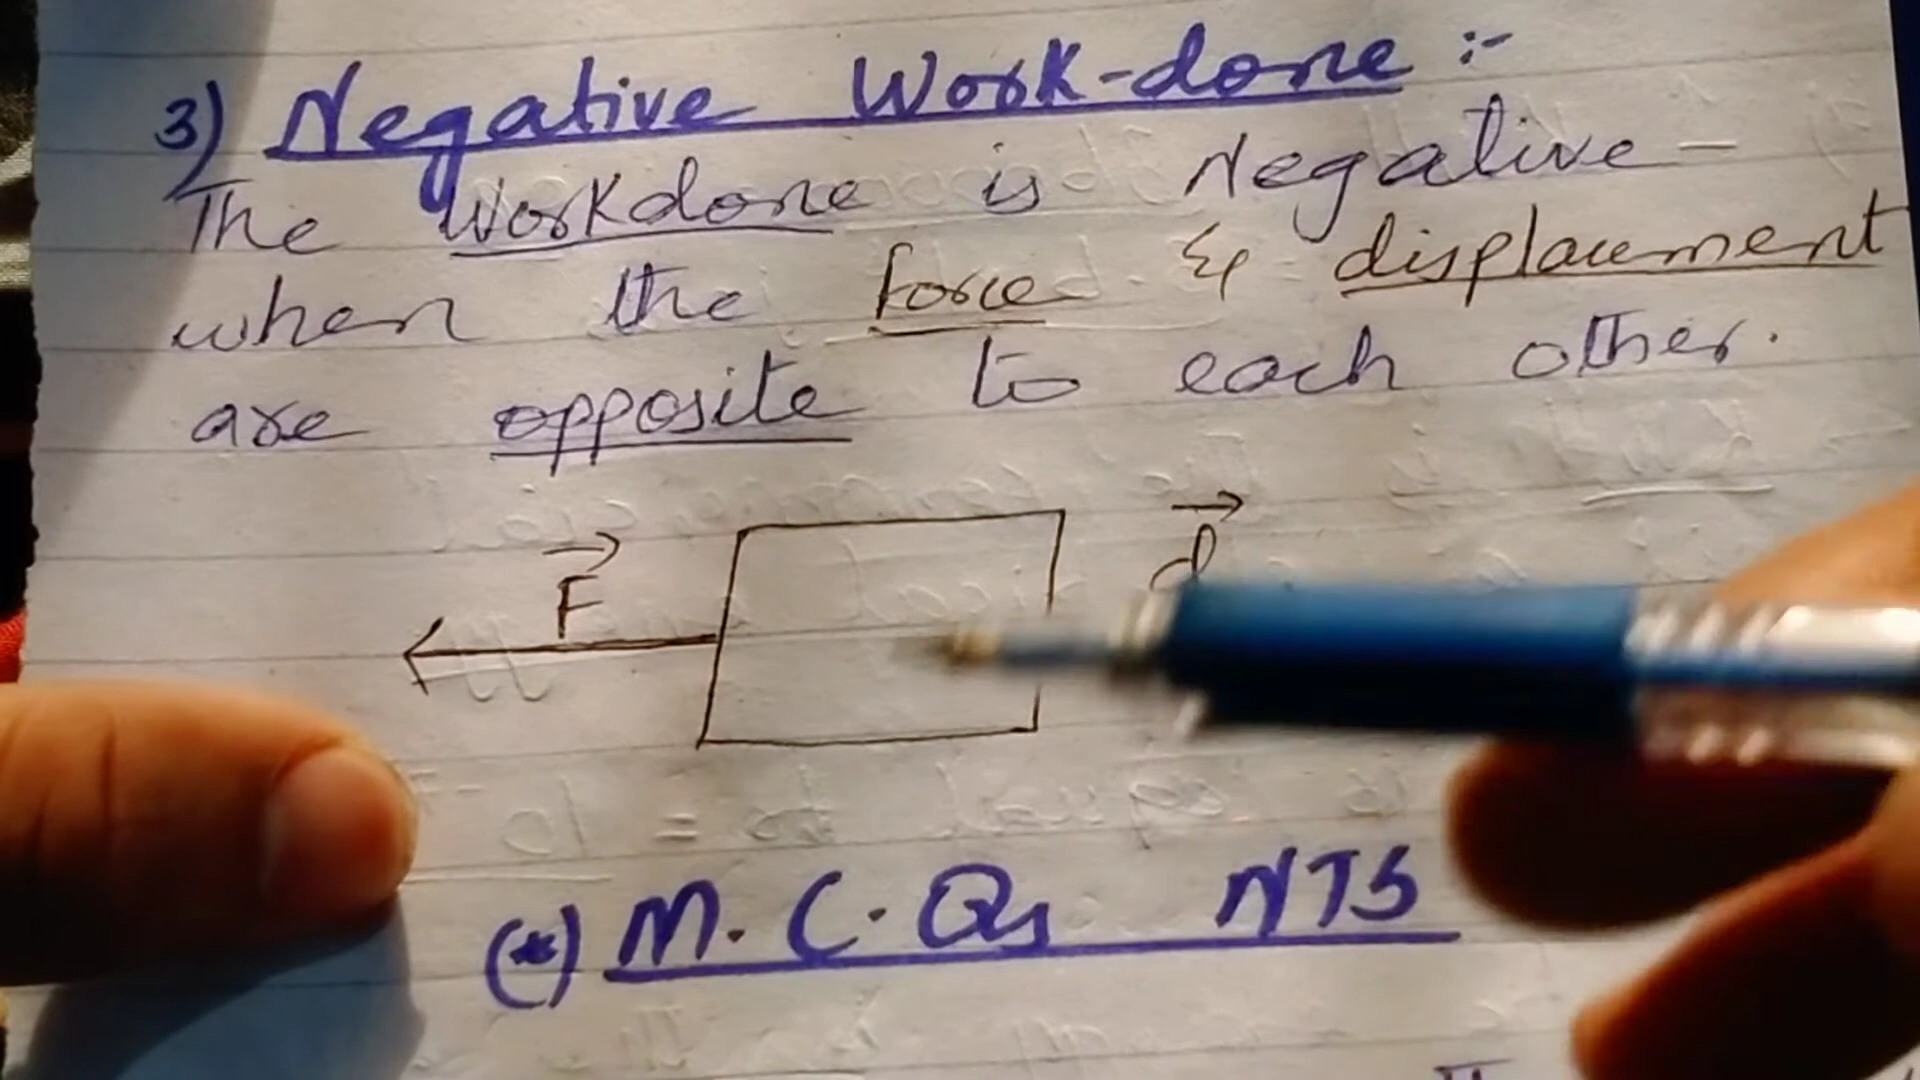 3) Negative Work-done :-
The Workdone is Negative -
when the force & displacement
are opposite to each other.
F d
(*) M.C.Qs NTS